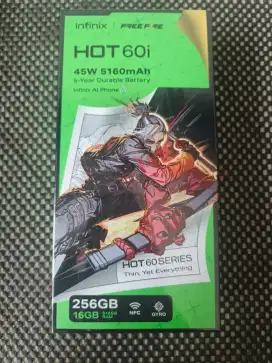 Infinix | FREE FIRE
HOT 60i
45W 5160mAh
5-Year Durable Battery
Infinix AI Phone
HOT 60 SERIES
Thin, Yet Everything
256GB
16GB
NFC
GYRO